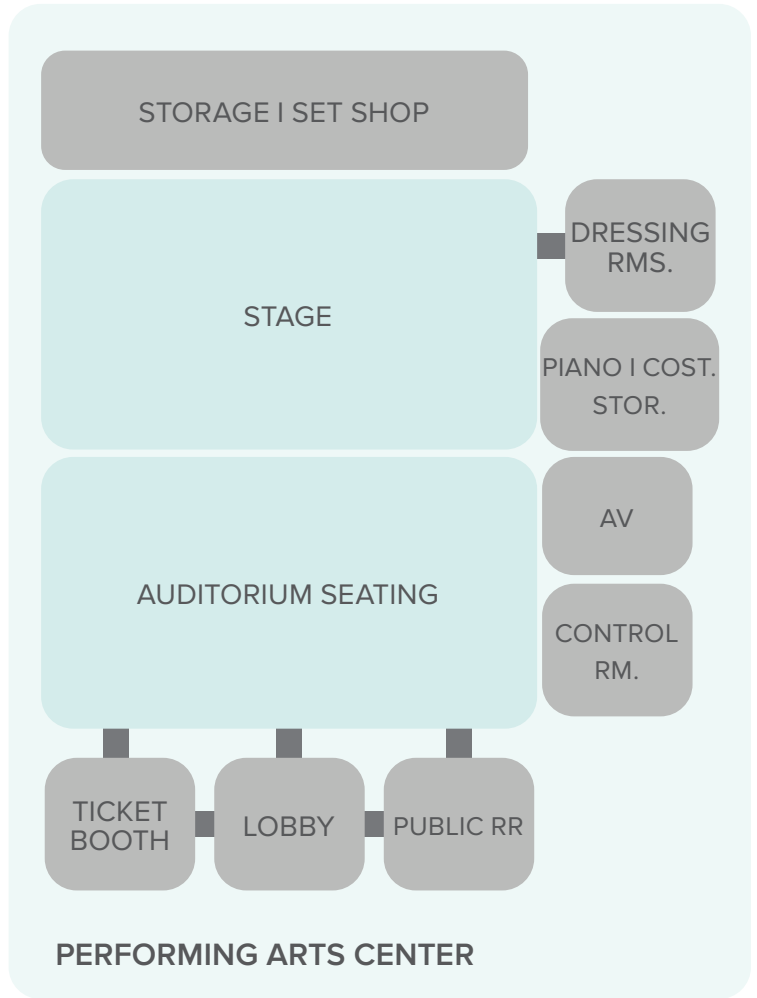 STORAGE I SET SHOP
STAGE
DRESSING
RMS.
PIANO I COST.
STOR.
AUDITORIUM SEATING
AV
CONTROL
RM.
TICKET
BOOTH
LOBBY
PUBLIC RR
PERFORMING ARTS CENTER